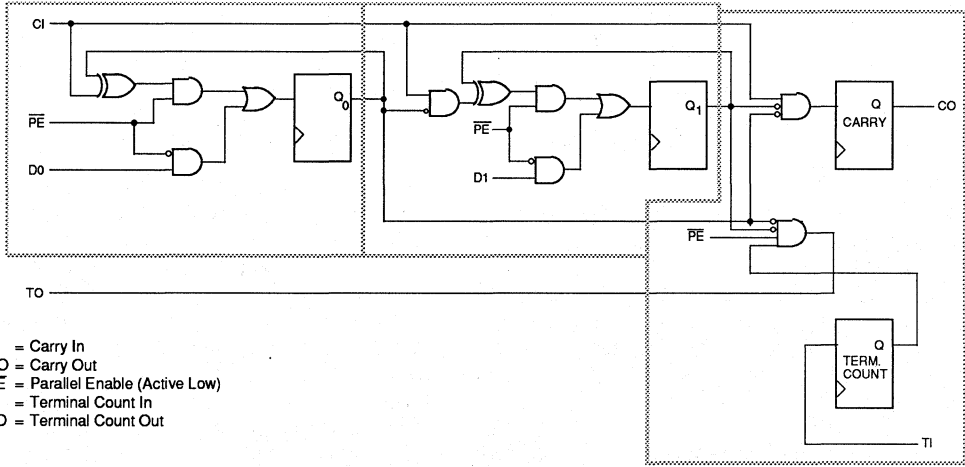 CI
PE
D0
Q0
PE
D1
Q1
Q
CARRY
CO
PE
TO
Q
TERM.
COUNT
TI
= Carry In
O = Carry Out
E = Parallel Enable (Active Low)
= Terminal Count In
O = Terminal Count Out